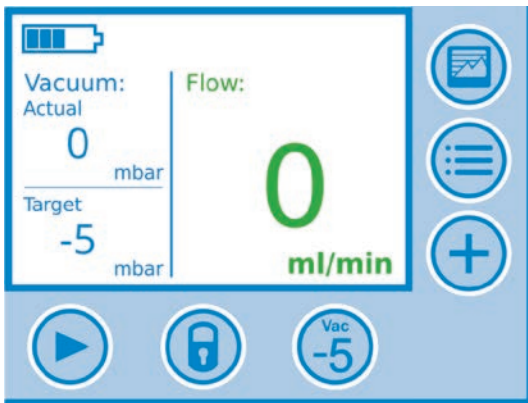 Vacuum:
Actual
0
mbar
Target
-5
mbar
Flow:
0
ml/min
Vac
-5